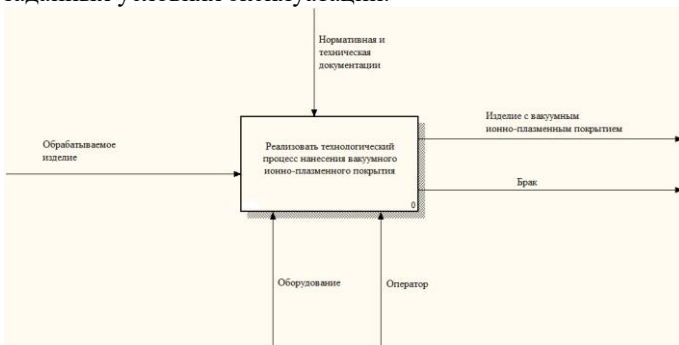 Нормативная и
техническая
документации
Изделие с вакуумным
ионно-плазменным покрытием
Обрабатываемое
изделие
Реализовать технологический
процесс нанесения вакуумного
ионно-плазменного покрытия
Брак
0
Оборудование
Оператор